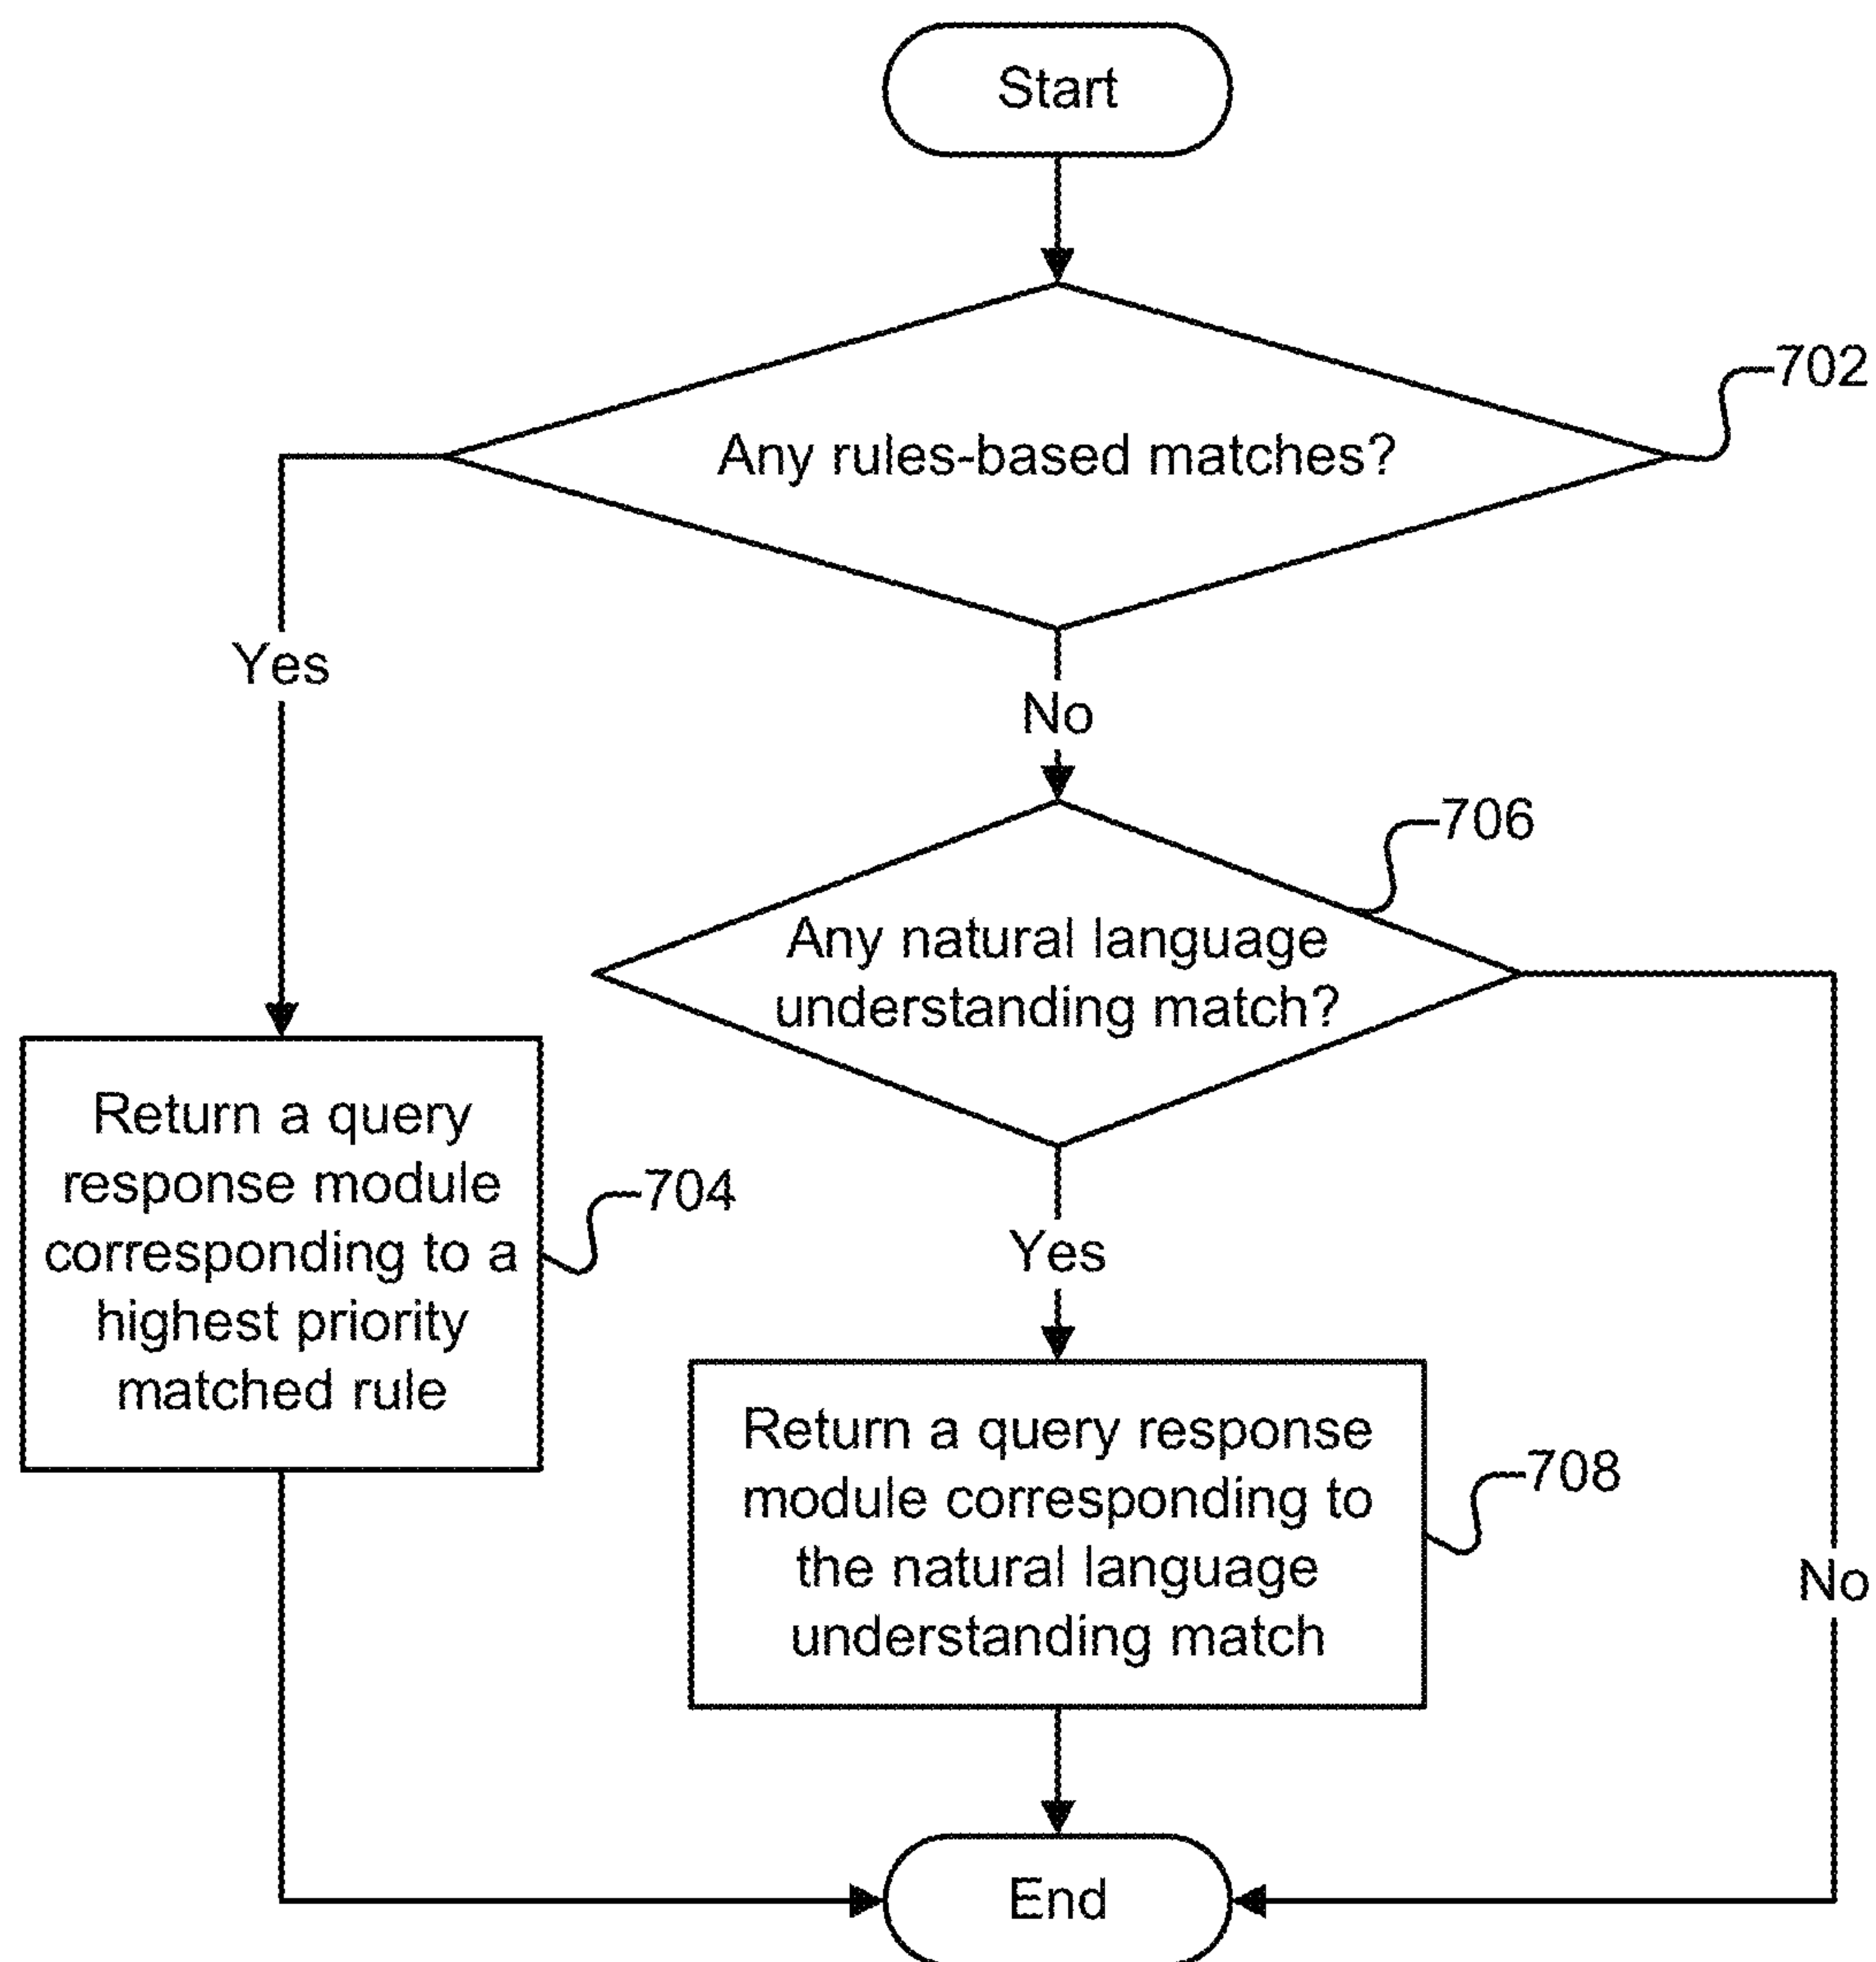 Start
Any rules-based matches?
702
Yes
No
706
Any natural language
understanding match?
Return a query
response module
corresponding to a
highest priority
matched rule
704
Yes
Return a query response
module corresponding to
the natural language
understanding match
708
No
End